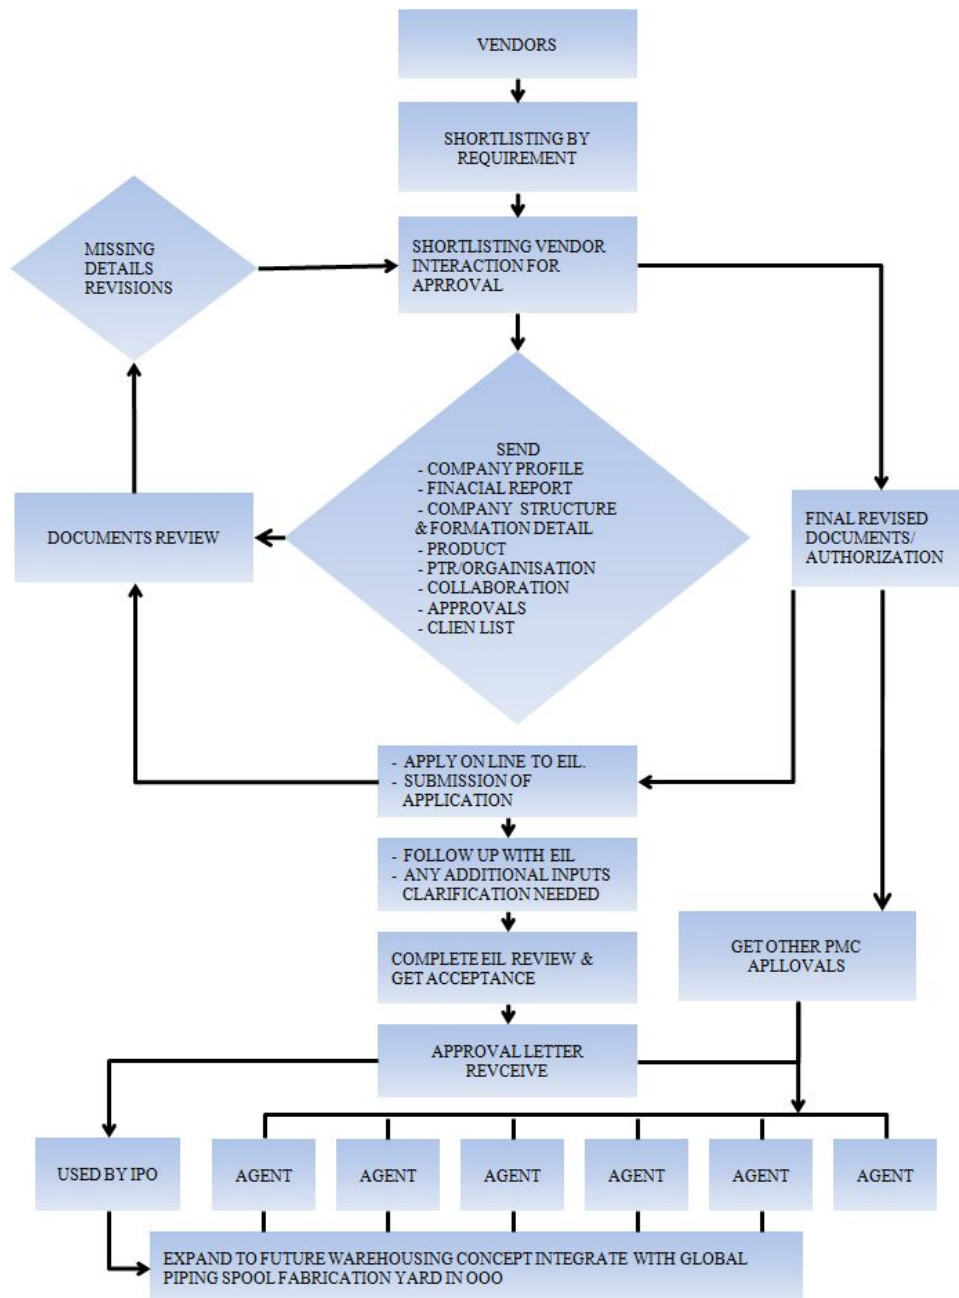 VENDORS
SHORTLISTING BY
REQUIREMENT
MISSING
DETAILS
REVISIONS
SHORTLISTING VENDOR
INTERACTION FOR
APRROVAL
SEND
- COMPANY PROFILE
- FINACIAL REPORT
- COMPANY STRUCTURE
& FORMATION DETAIL
- PRODUCT
- PTR/ORGAINISATION
- COLLABORATION
- APPROVALS
- CLIEN LIST
DOCUMENTS REVIEW
FINAL REVISED
DOCUMENTS/
AUTHORIZATION
- APPLY ON LINE TO EIL.
- SUBMISSION OF
APPLICATION
- FOLLOW UP WITH EIL
- ANY ADDITIONAL INPUTS
CLARIFICATION NEEDED
COMPLETE EIL REVIEW &
GET ACCEPTANCE
GET OTHER PMC
APLLOVALS
APPROVAL LETTER
REVCEIVE
USED BY IPO
AGENT
AGENT
AGENT
AGENT
AGENT
AGENT
EXPAND TO FUTURE WAREHOUSING CONCEPT INTEGRATE WITH GLOBAL
PIPING SPOOL FABRICATION YARD IN OOO